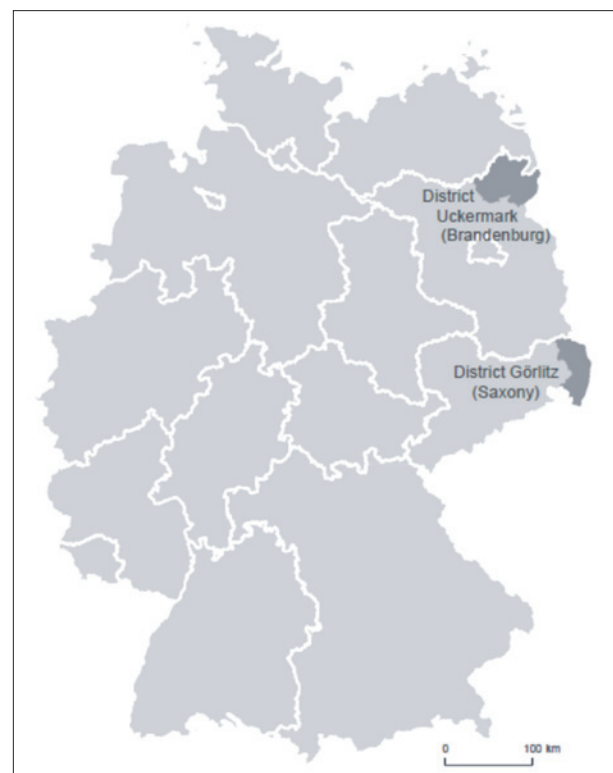 District
Uckermark
(Brandenburg)
District Görlitz
(Saxony)
0 100 km